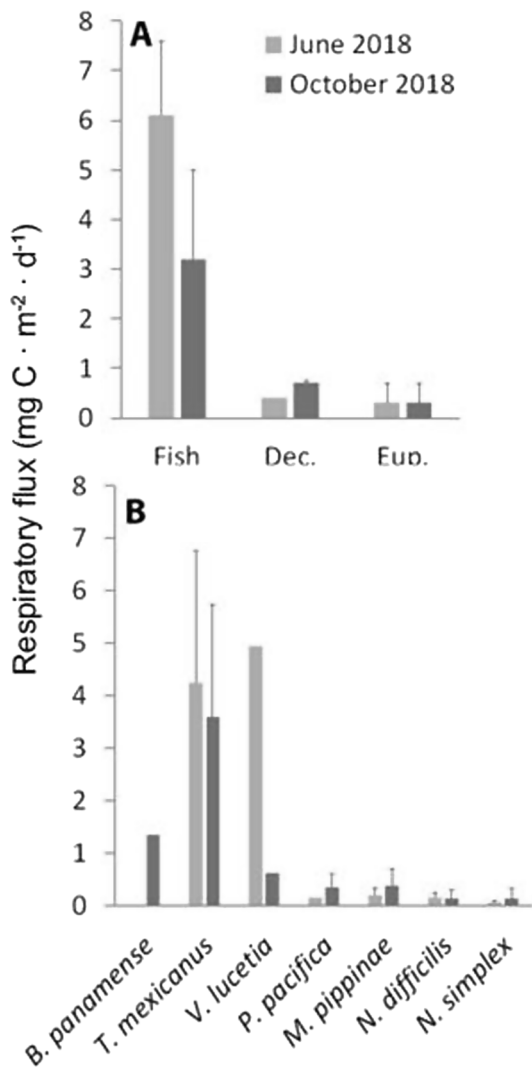 Respiratory flux (mg C · m-2 · d-1)
A
June 2018
October 2018
8
7
6
5
4
3
2
1
0
Fish Dec. Eup.
B
8
7
6
5
4
3
2
1
0
B. panamense T. mexicanus V. lucetia P. pacifica M. pippinae N. difficilis N. simplex